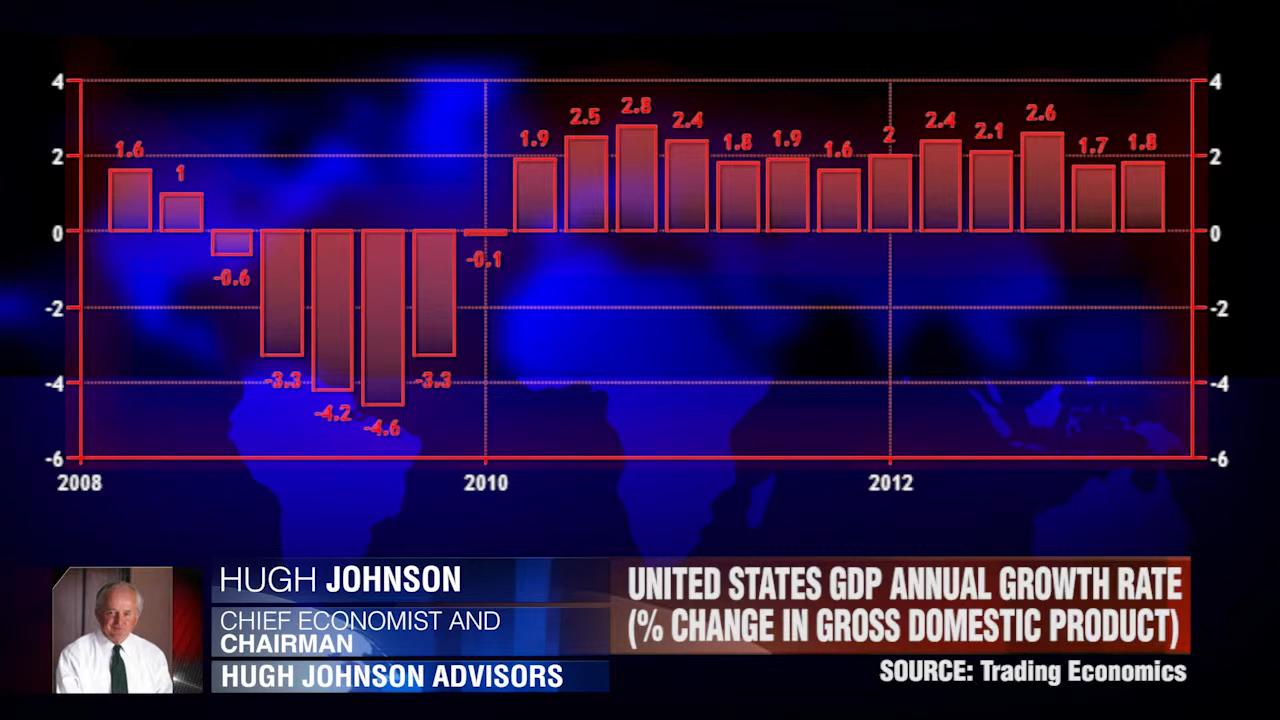 4 4
2.8
2.5 2.6
2.4 2.4
1.9 1.8 1.9 2 2.1 1.8
1.6 1.6 1.7
2 1 2
0 0
-0.1
-0.6
-2 -2
-3.3 -3.3
-4 -4
-4.2
-4.6
-6 -6
2008 2010 2012
HUGH JOHNSON
CHIEF ECONOMIST AND
CHAIRMAN
HUGH JOHNSON ADVISORS
UNITED STATES GDP ANNUAL GROWTH RATE
(% CHANGE IN GROSS DOMESTIC PRODUCT)
SOURCE: Trading Economics